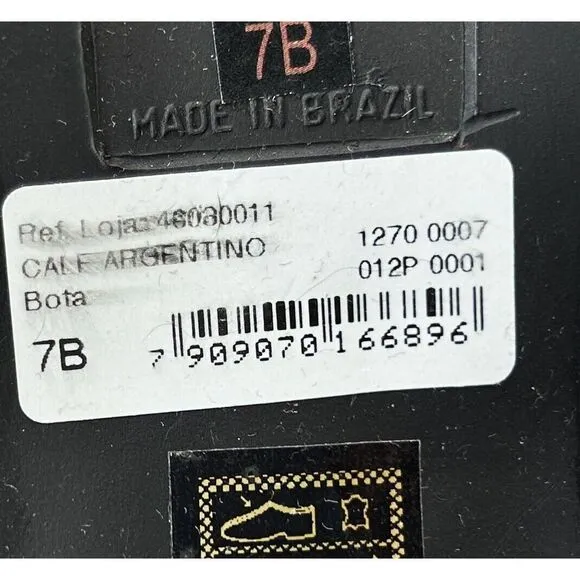 7B
MADE IN BRAZIL
Ref. Loja: 46030011
CALF ARGENTINO 1270 0007
Bota 012P 0001
7B
7 909070 166896